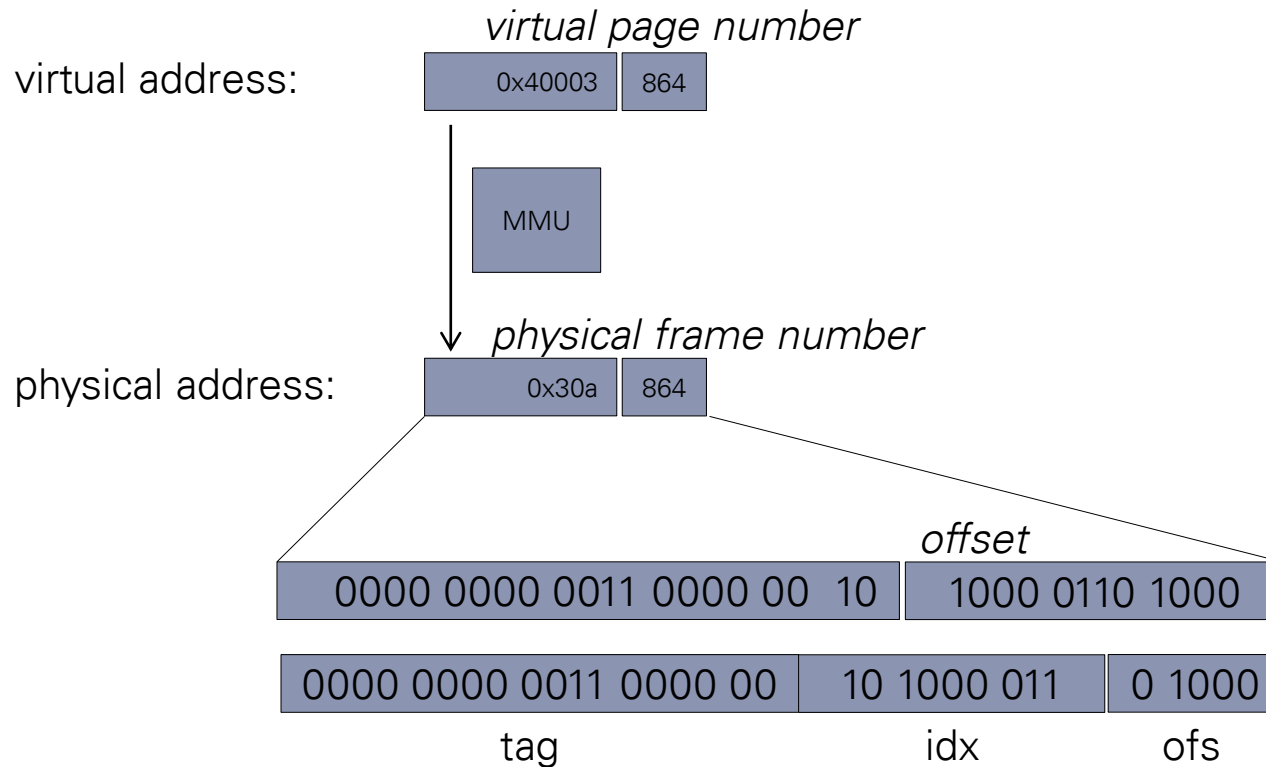 virtual page number
virtual address: 0x40003 864
MMU
physical frame number
physical address: 0x30a 864
offset
0000 0000 0011 0000 00 10 1000 0110 1000
0000 0000 0011 0000 00 10 1000 011 0 1000
tag idx ofs